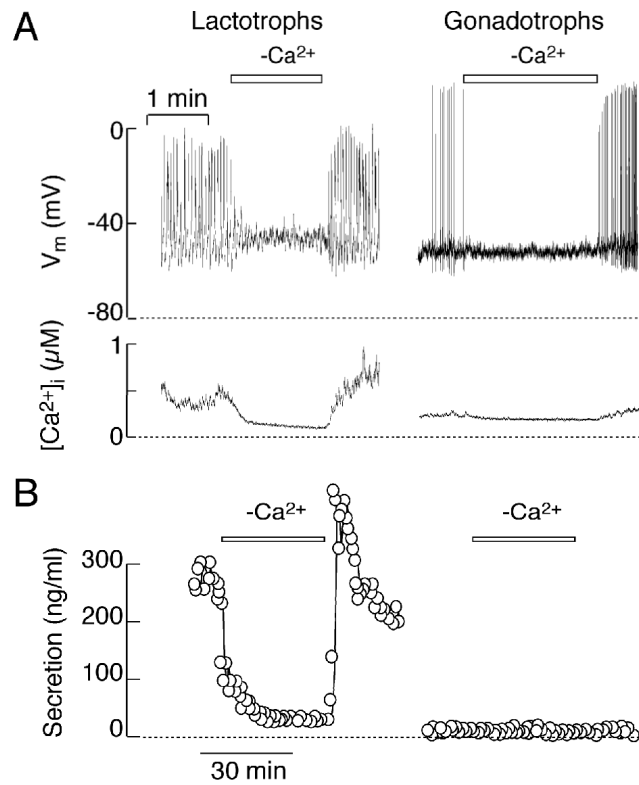 A
Lactotrophs
Gonadotrophs
-Ca²⁺
-Ca²⁺
1 min
0
-40
-80
Vₘ (mV)
1
0
[Ca²⁺]ᵢ (µM)
B
-Ca²⁺
-Ca²⁺
300
200
100
0
Secretion (ng/ml)
30 min